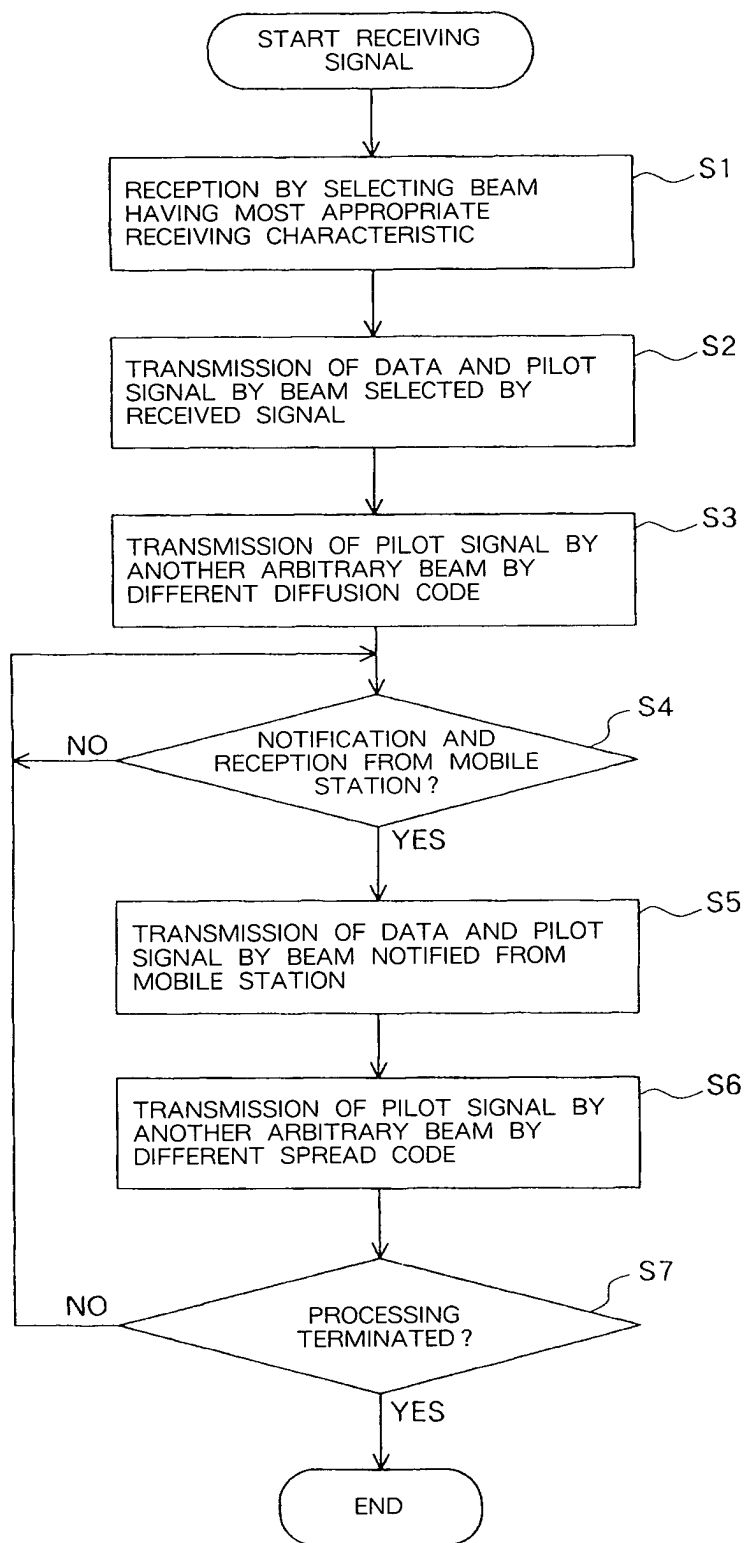 START RECEIVING
SIGNAL
S1
RECEPTION BY SELECTING BEAM
HAVING MOST APPROPRIATE
RECEIVING CHARACTERISTIC
S2
TRANSMISSION OF DATA AND PILOT
SIGNAL BY BEAM SELECTED BY
RECEIVED SIGNAL
S3
TRANSMISSION OF PILOT SIGNAL BY
ANOTHER ARBITRARY BEAM BY
DIFFERENT DIFFUSION CODE
S4
NO
NOTIFICATION AND
RECEPTION FROM MOBILE
STATION?
YES
S5
TRANSMISSION OF DATA AND PILOT
SIGNAL BY BEAM NOTIFIED FROM
MOBILE STATION
S6
TRANSMISSION OF PILOT SIGNAL BY
ANOTHER ARBITRARY BEAM BY
DIFFERENT SPREAD CODE
S7
NO
PROCESSING
TERMINATED?
YES
END